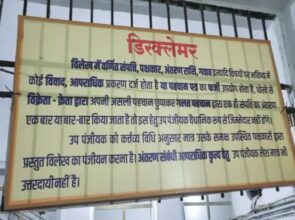 डिस्क्लेमर
विलेख में वर्णित संपत्ति, पक्षकार, अंतरण राशि, गवाह इत्यादि विषयों पर भविष्य में
कोई विवाद, आपराधिक प्रकरण दर्ज होता है या पहचान पत्र का फर्जी उपयोग होता है, धोखे से
विक्रेता - क्रेता द्वारा अपनी असली पहचान छुपाकर गलत पहचान द्वारा एक ही संपत्ति का अंतरण
एक बार या बार-बार किया जाता है तो इस हेतु उप पंजीयक वैधानिक रूप से जिम्मेदार नहीं होंगे।
उप पंजीयक को कर्तव्य विधि अनुसार मात्र उसके समक्ष उपस्थित पक्षकारों द्वारा
प्रस्तुत विलेख का पंजीयन करना है। अंतरण संबंधी आपराधिक कृत्य हेतु उप पंजीयक लेश मात्र भी
उत्तरदायी नहीं है।